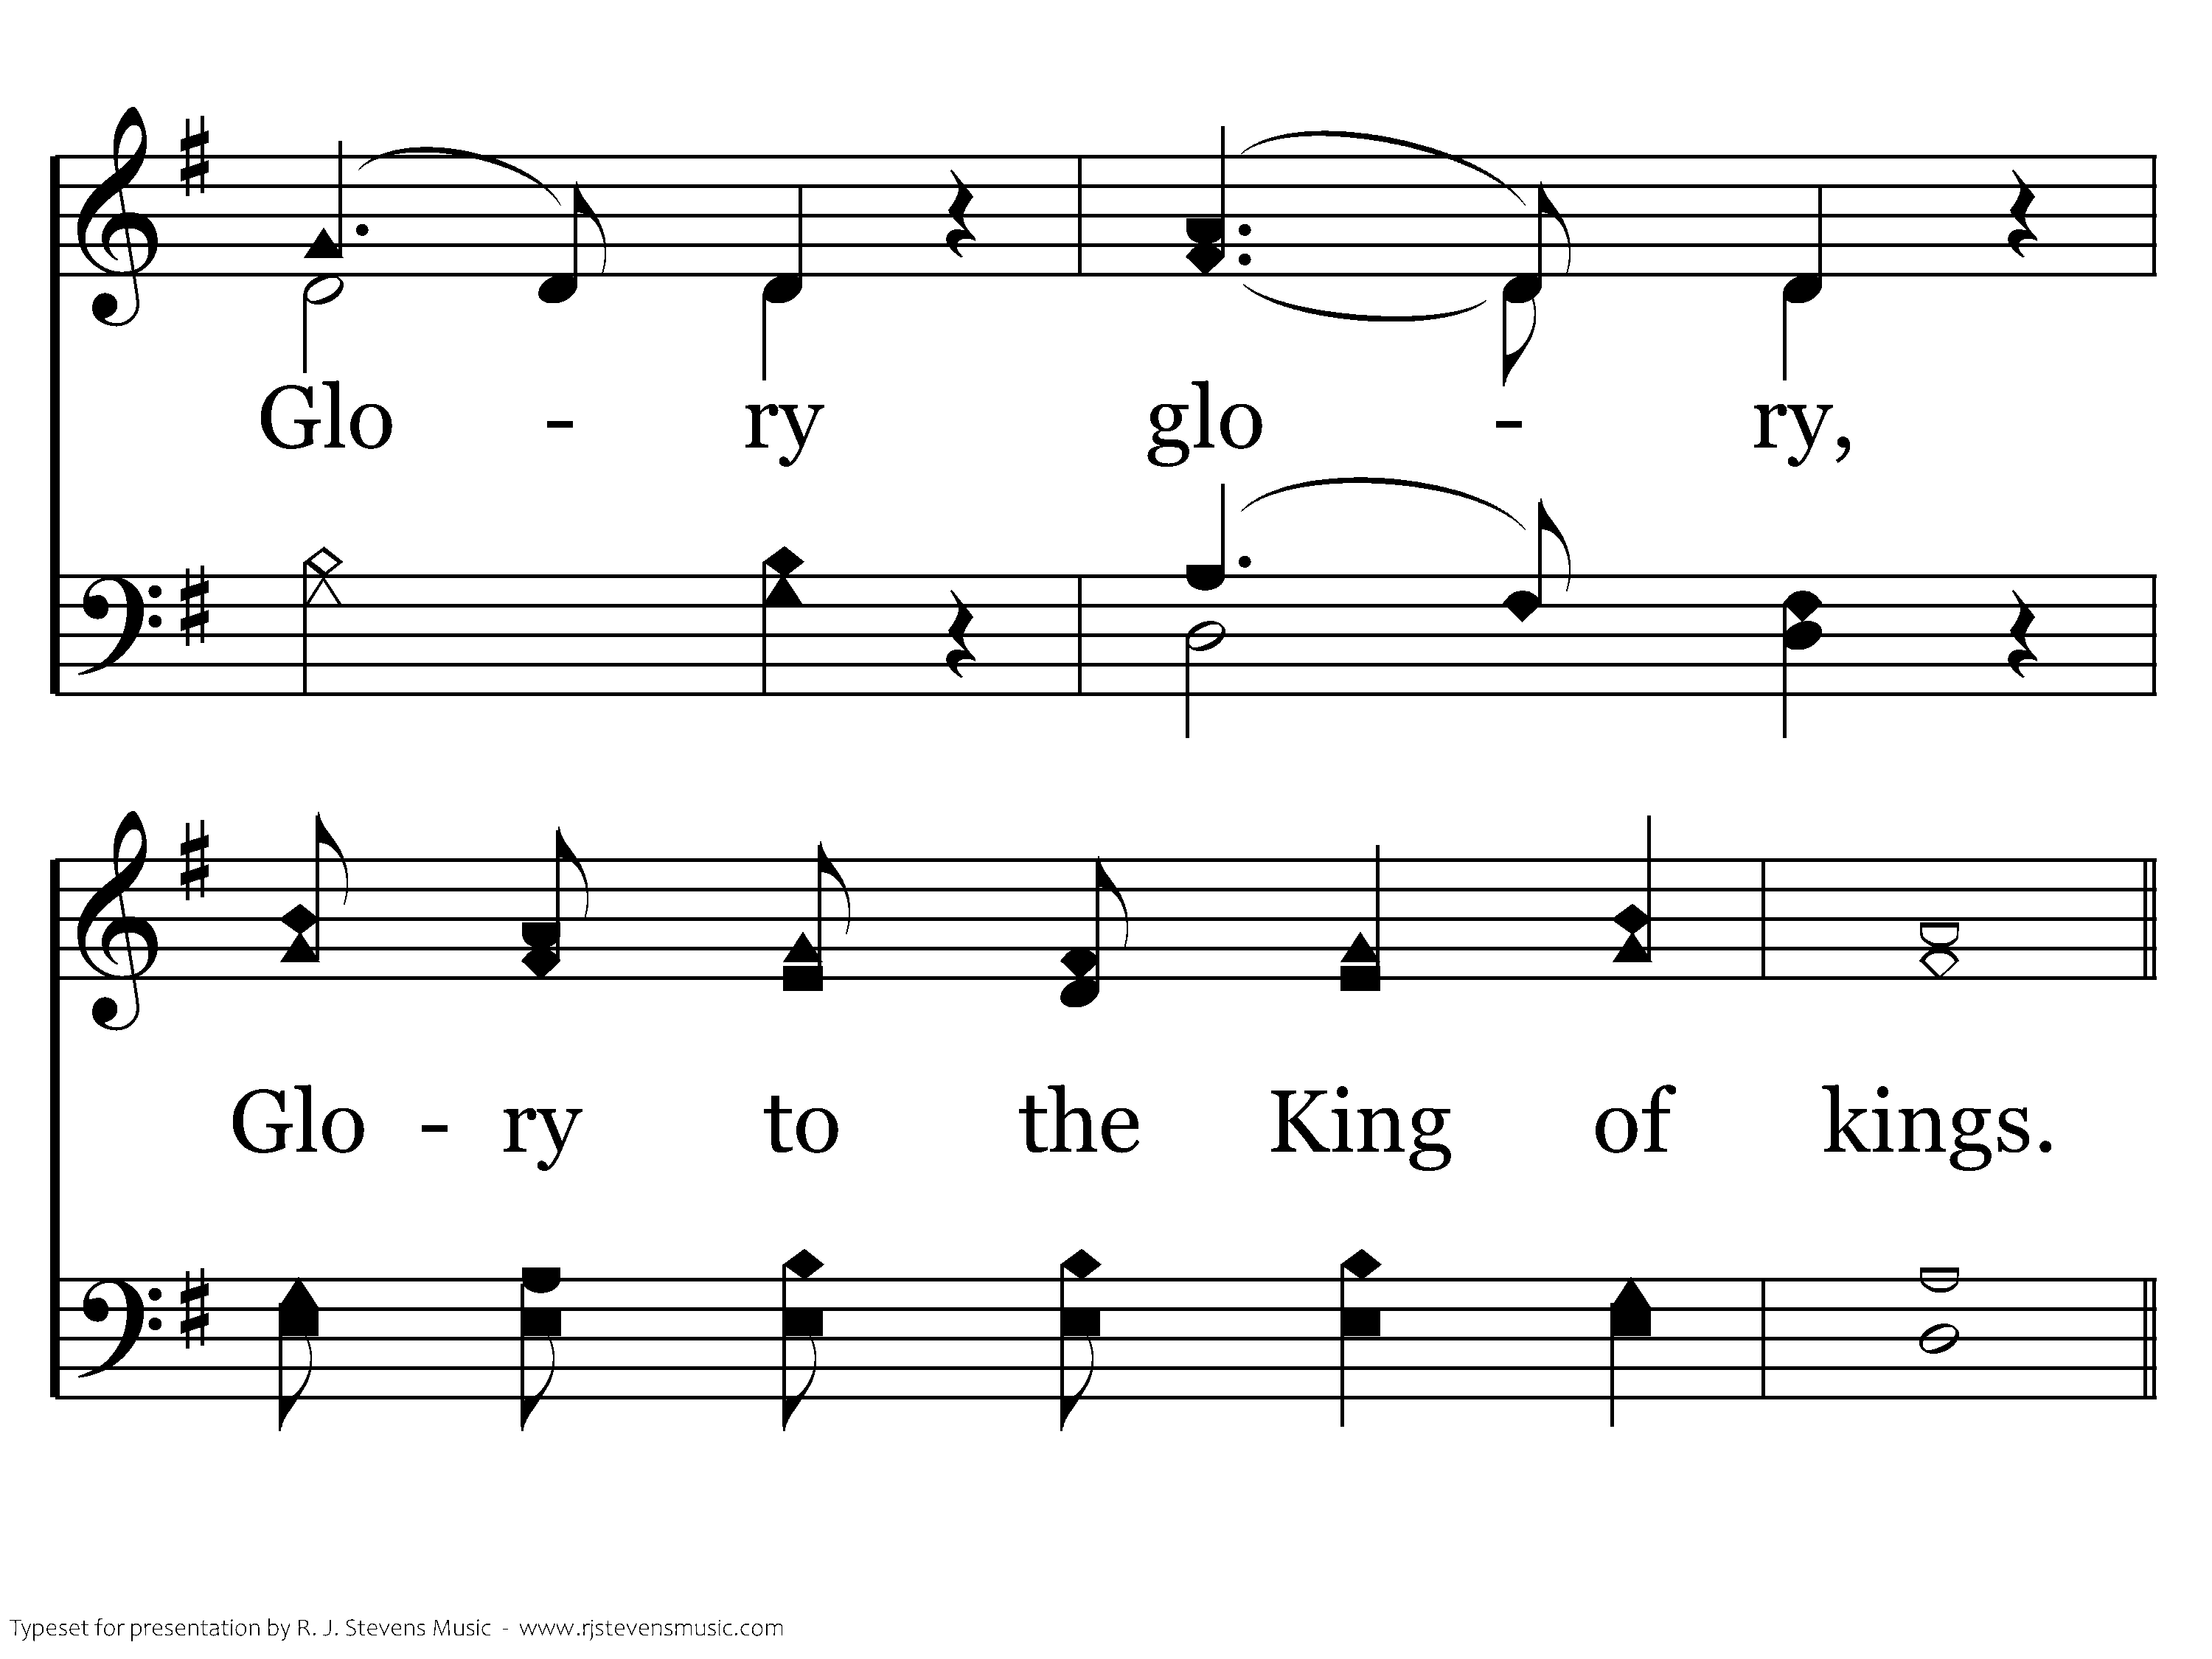 Glo - ry glo - ry,
Glo - ry to the King of kings.
Typeset for presentation by R. J. Stevens Music - www.rjstevensmusic.com